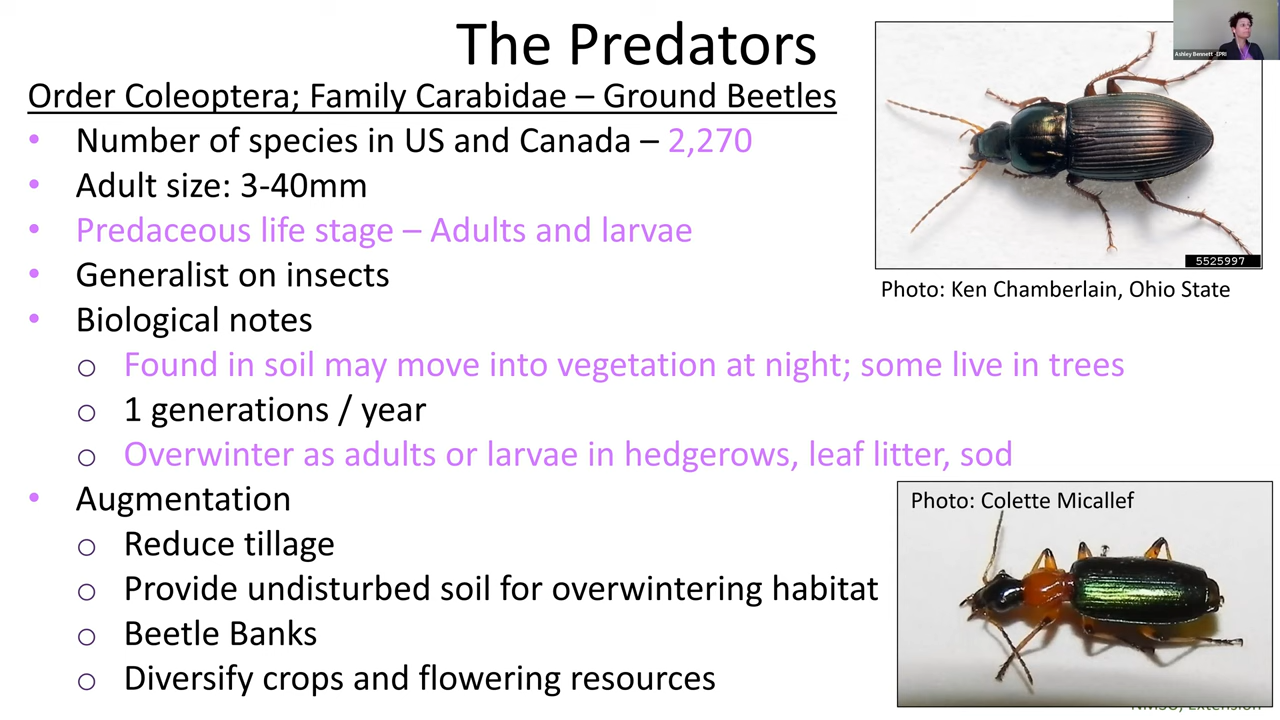 The Predators
Order Coleoptera; Family Carabidae – Ground Beetles
• Number of species in US and Canada – 2,270
• Adult size: 3-40mm
• Predaceous life stage – Adults and larvae
• Generalist on insects
• Biological notes
o Found in soil may move into vegetation at night; some live in trees
o 1 generations / year
o Overwinter as adults or larvae in hedgerows, leaf litter, sod
• Augmentation
o Reduce tillage
o Provide undisturbed soil for overwintering habitat
o Beetle Banks
o Diversify crops and flowering resources
Ashley Bennett - EPRI
5525997
Photo: Ken Chamberlain, Ohio State
Photo: Colette Micallef